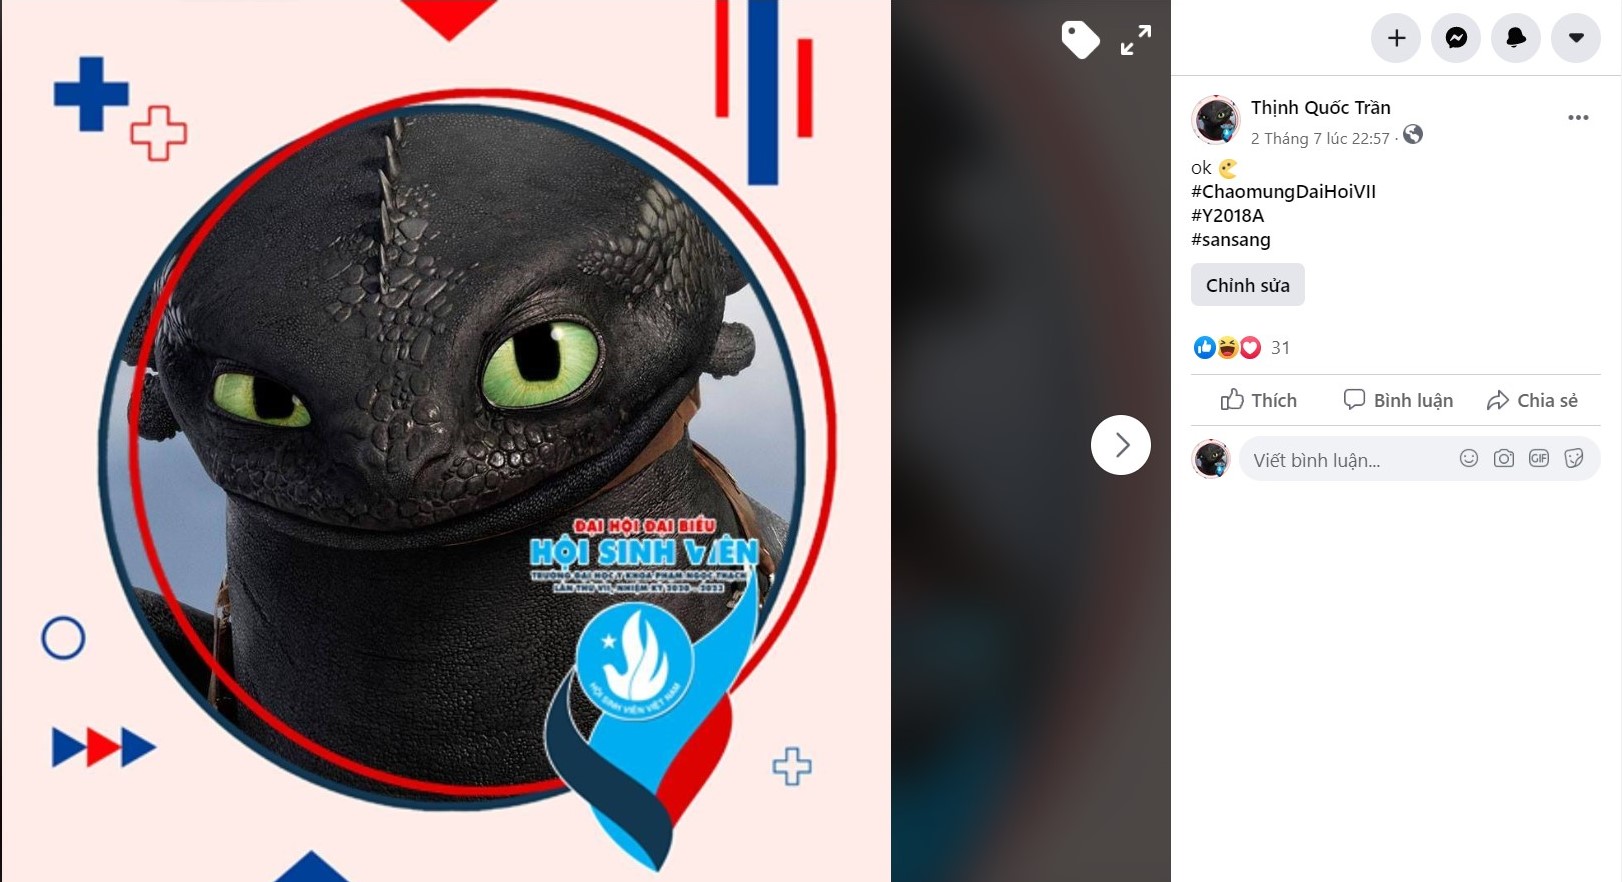 ĐẠI HỘI ĐẠI BIỂU
HỘI SINH VIÊN
TRƯỜNG ĐẠI HỌC Y KHOA PHẠM NGỌC THẠCH
LẦN THỨ VII, NHIỆM KỲ 2020 - 2023
HỘI SINH VIÊN VIỆT NAM
Thịnh Quốc Trần
2 Tháng 7 lúc 22:57 ·
ok
#ChaomungDaiHoiVII
#Y2018A
#sansang
Chỉnh sửa
31
Thích
Bình luận
Chia sẻ
Viết bình luận...
GIF